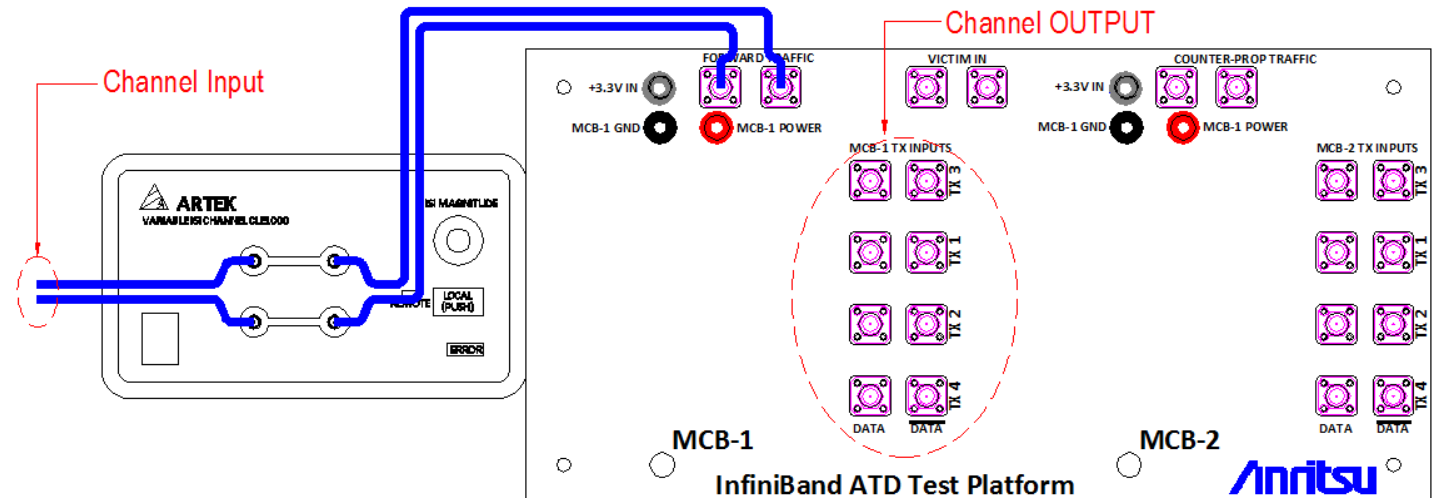 Channel Input
Channel OUTPUT
FORWARD TRAFFIC
VICTIM IN
COUNTER-PROP TRAFFIC
+3.3V IN
+3.3V IN
MCB-1 GND
MCB-1 POWER
MCB-1 GND
MCB-1 POWER
MCB-1 TX INPUTS
MCB-2 TX INPUTS
ARTEK
VARIABLE ISI CHANNEL CLE1000
ISI MAGNITUDE
TX 3
TX 3
TX 1
TX 1
REMOTE
LOCAL
(PUSH)
TX 2
TX 2
ERROR
TX 4
TX 4
DATA
DATA
DATA
DATA
MCB-1
MCB-2
InfiniBand ATD Test Platform
Anritsu